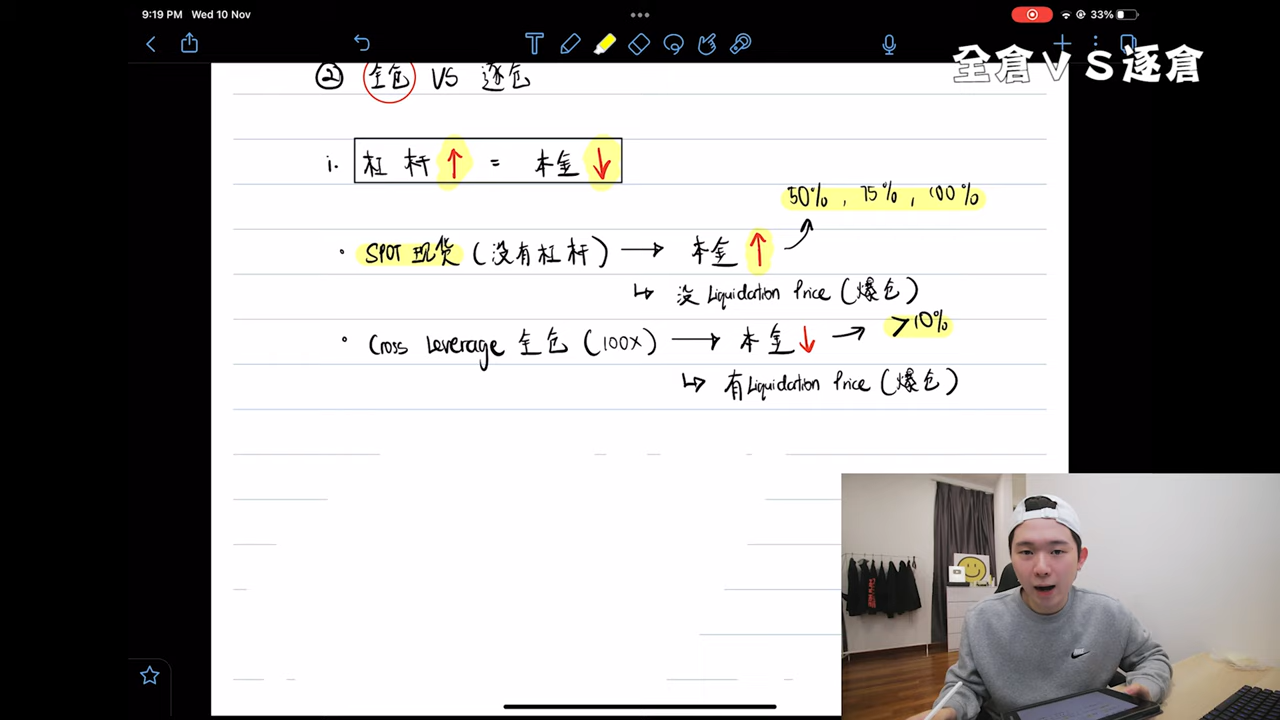 9:19 PM Wed 10 Nov
33%
全倉VS逐倉
② 全仓 VS 逐仓
i. 杠杆↑ = 本金↓
50%, 75%, 100%
· SPOT 现货 (没有杠杆) → 本金↑
↳ 没 Liquidation Price (爆仓)
>10%
· Cross Leverage 全仓 (100X) → 本金↓ →
↳ 有 Liquidation Price (爆仓)